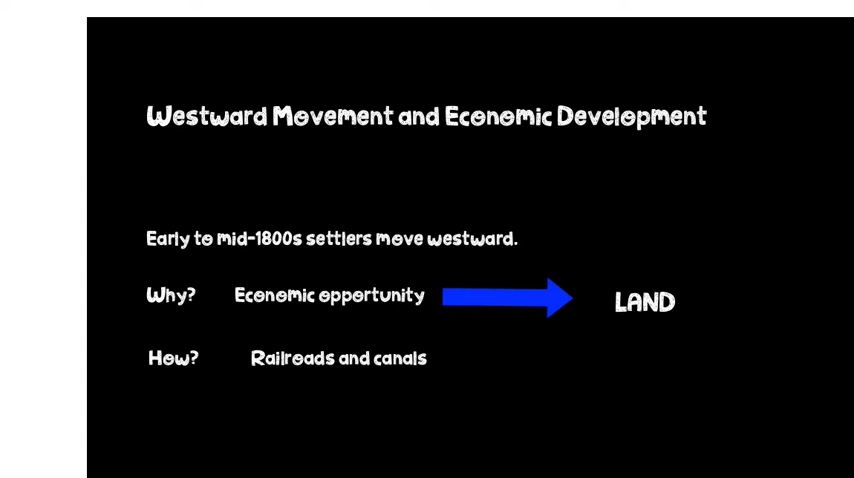 Westward Movement and Economic Development
Early to mid-1800s settlers move westward.
Why? Economic opportunity LAND
How? Railroads and canals